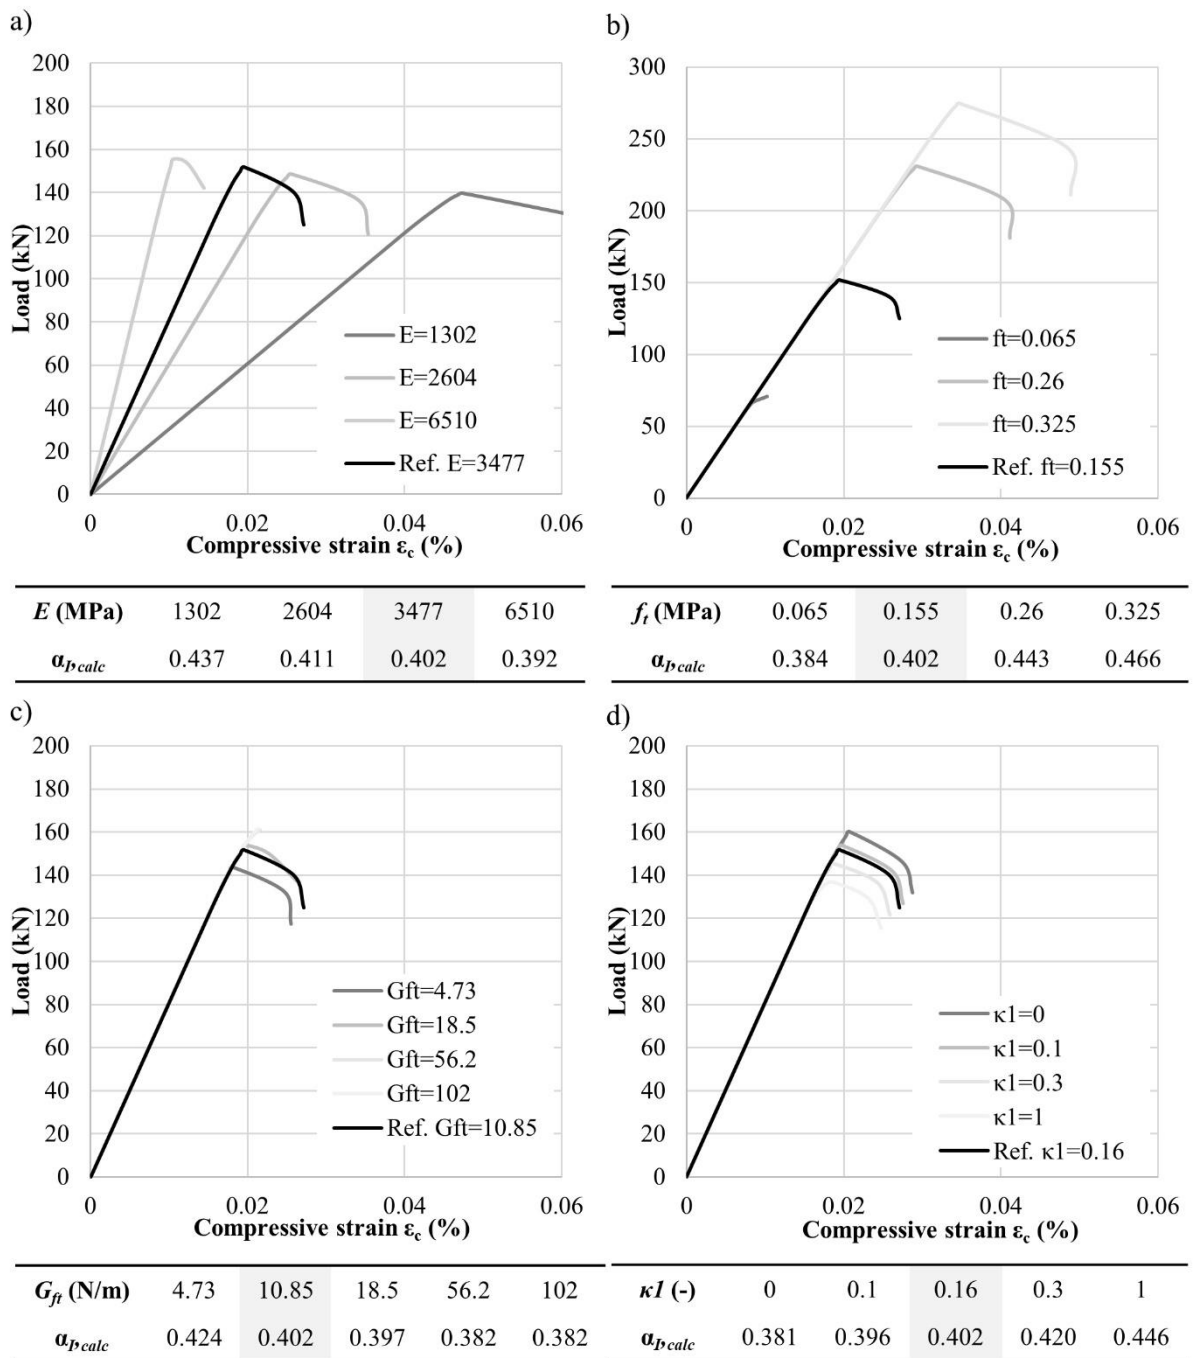 a)
200
180
160
140
120
100
80
60
40
20
0
Load (kN)
E=1302
E=2604
E=6510
Ref. E=3477
0 0.02 0.04 0.06
Compressive strain εc (%)
E (MPa) 1302 2604 3477 6510
αI,calc 0.437 0.411 0.402 0.392
b)
300
250
200
150
100
50
0
Load (kN)
ft=0.065
ft=0.26
ft=0.325
Ref. ft=0.155
0 0.02 0.04 0.06
Compressive strain εc (%)
ft (MPa) 0.065 0.155 0.26 0.325
αI,calc 0.384 0.402 0.443 0.466
c)
200
180
160
140
120
100
80
60
40
20
0
Load (kN)
Gft=4.73
Gft=18.5
Gft=56.2
Gft=102
Ref. Gft=10.85
0 0.02 0.04 0.06
Compressive strain εc (%)
Gft (N/m) 4.73 10.85 18.5 56.2 102
αI,calc 0.424 0.402 0.397 0.382 0.382
d)
200
180
160
140
120
100
80
60
40
20
0
Load (kN)
κ1=0
κ1=0.1
κ1=0.3
κ1=1
Ref. κ1=0.16
0 0.02 0.04 0.06
Compressive strain εc (%)
κ1 (-) 0 0.1 0.16 0.3 1
αI,calc 0.381 0.396 0.402 0.420 0.446